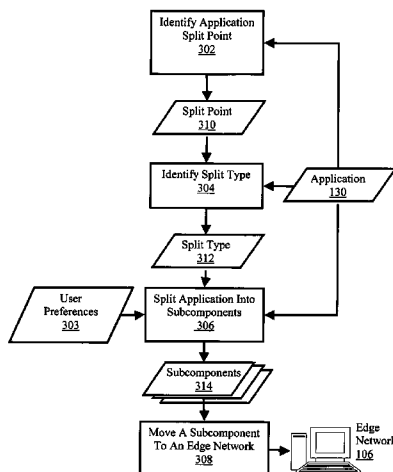 Identify Application
Split Point
302
Split Point
310
Identify Split Type
304
Application
130
Split Type
312
User
Preferences
303
Split Application Into
Subcomponents
306
Subcomponents
314
Move A Subcomponent
To An Edge Network
308
Edge
Network
106